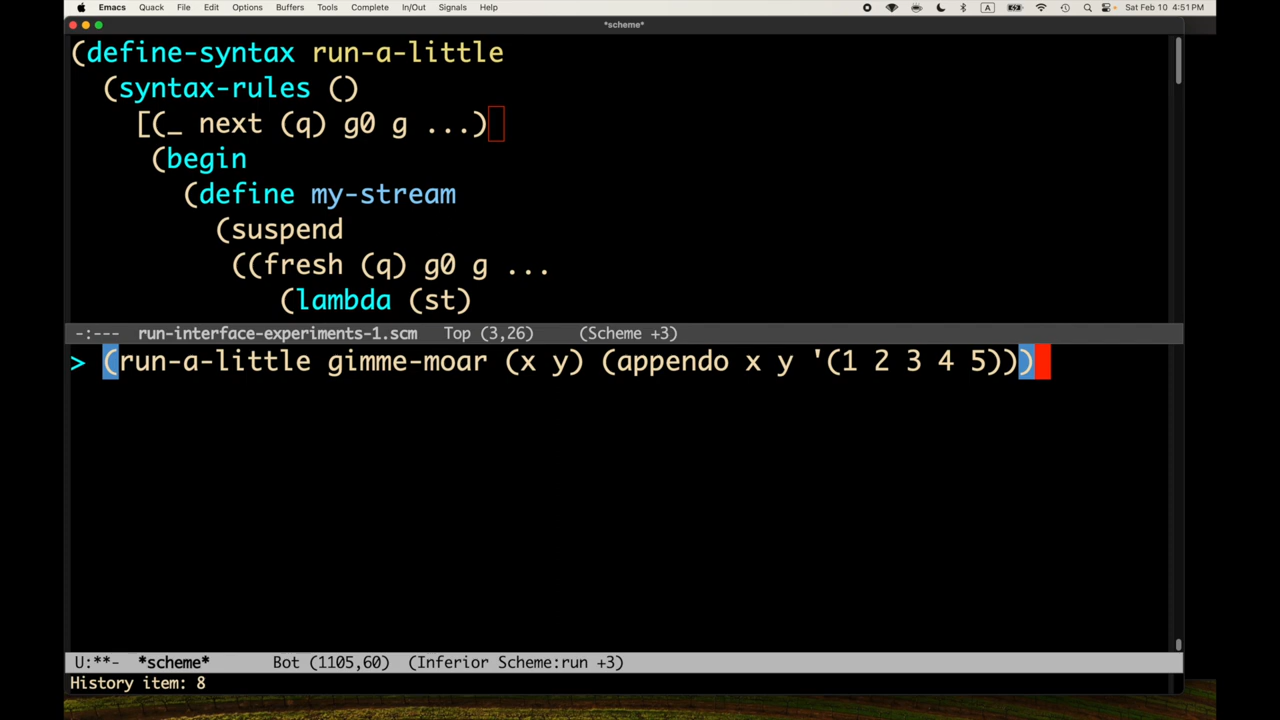 Emacs Quack File Edit Options Buffers Tools Complete In/Out Signals Help A Sat Feb 10 4:51 PM
*scheme*
(define-syntax run-a-little
(syntax-rules ()
[(_ next (q) g0 g ...)
(begin
(define my-stream
(suspend
((fresh (q) g0 g ...
(lambda (st)
-:--- run-interface-experiments-1.scm Top (3,26) (Scheme +3)
> (run-a-little gimme-moar (x y) (appendo x y '(1 2 3 4 5)))
U:**- *scheme* Bot (1105,60) (Inferior Scheme:run +3)
History item: 8